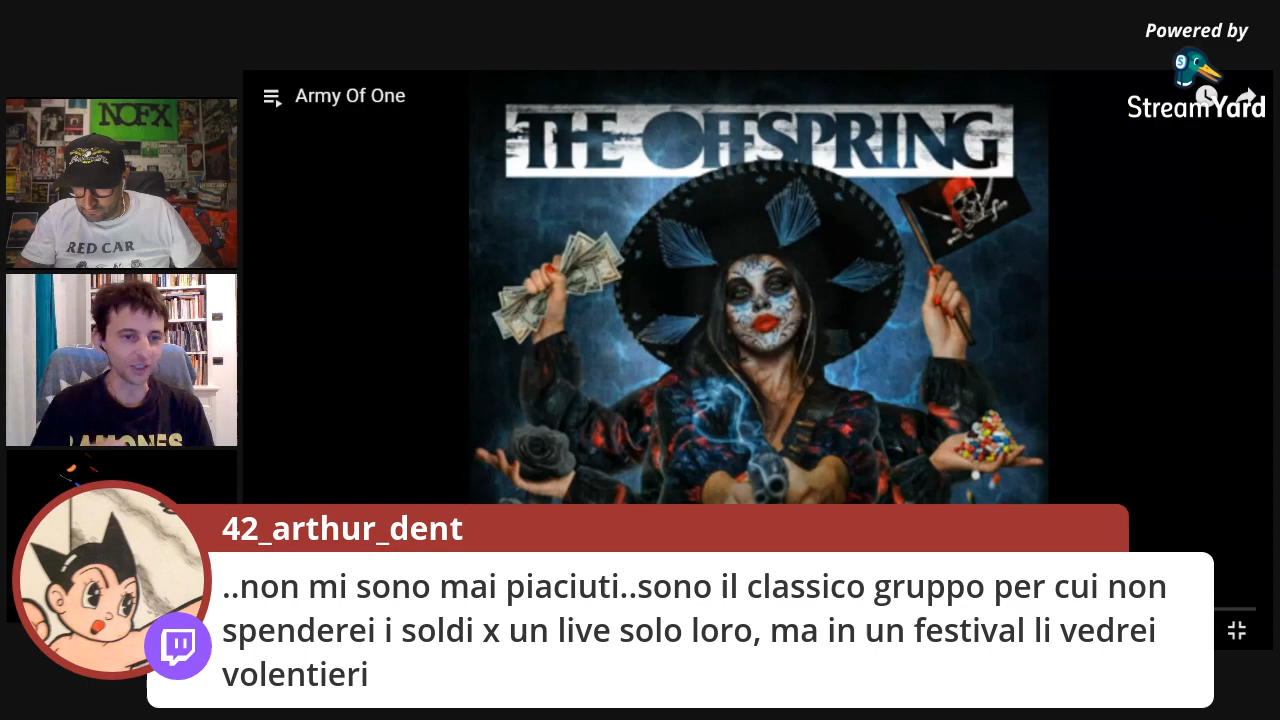 Powered by
StreamYard
Army Of One
THE OFFSPRING
NOFX
RED CAR
RAMONES
42_arthur_dent
..non mi sono mai piaciuti..sono il classico gruppo per cui non
spenderei i soldi x un live solo loro, ma in un festival li vedrei
volentieri